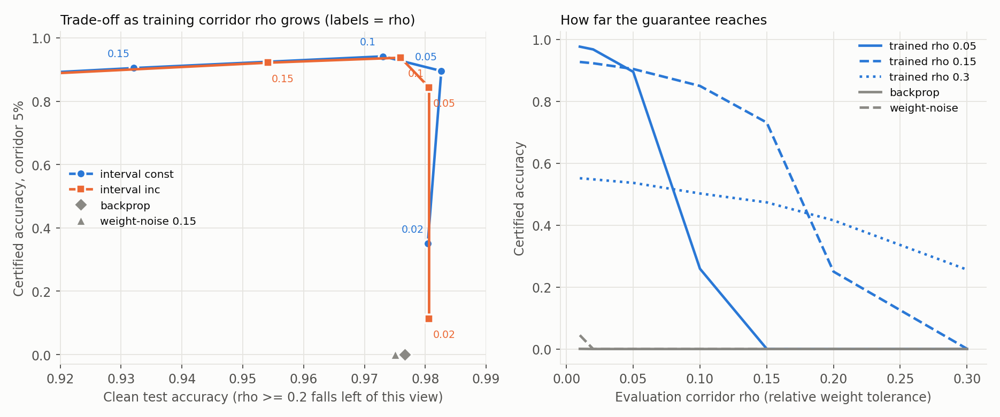 Trade-off as training corridor rho grows (labels = rho)
Certified accuracy, corridor 5%
1.0
0.8
0.6
0.4
0.2
0.0
0.15
0.1
0.05
0.1
0.15
0.05
0.02
0.02
interval const
interval inc
backprop
weight-noise 0.15
0.92
0.93
0.94
0.95
0.96
0.97
0.98
0.99
Clean test accuracy (rho >= 0.2 falls left of this view)
How far the guarantee reaches
Certified accuracy
1.0
0.8
0.6
0.4
0.2
0.0
trained rho 0.05
trained rho 0.15
trained rho 0.3
backprop
weight-noise
0.00
0.05
0.10
0.15
0.20
0.25
0.30
Evaluation corridor rho (relative weight tolerance)